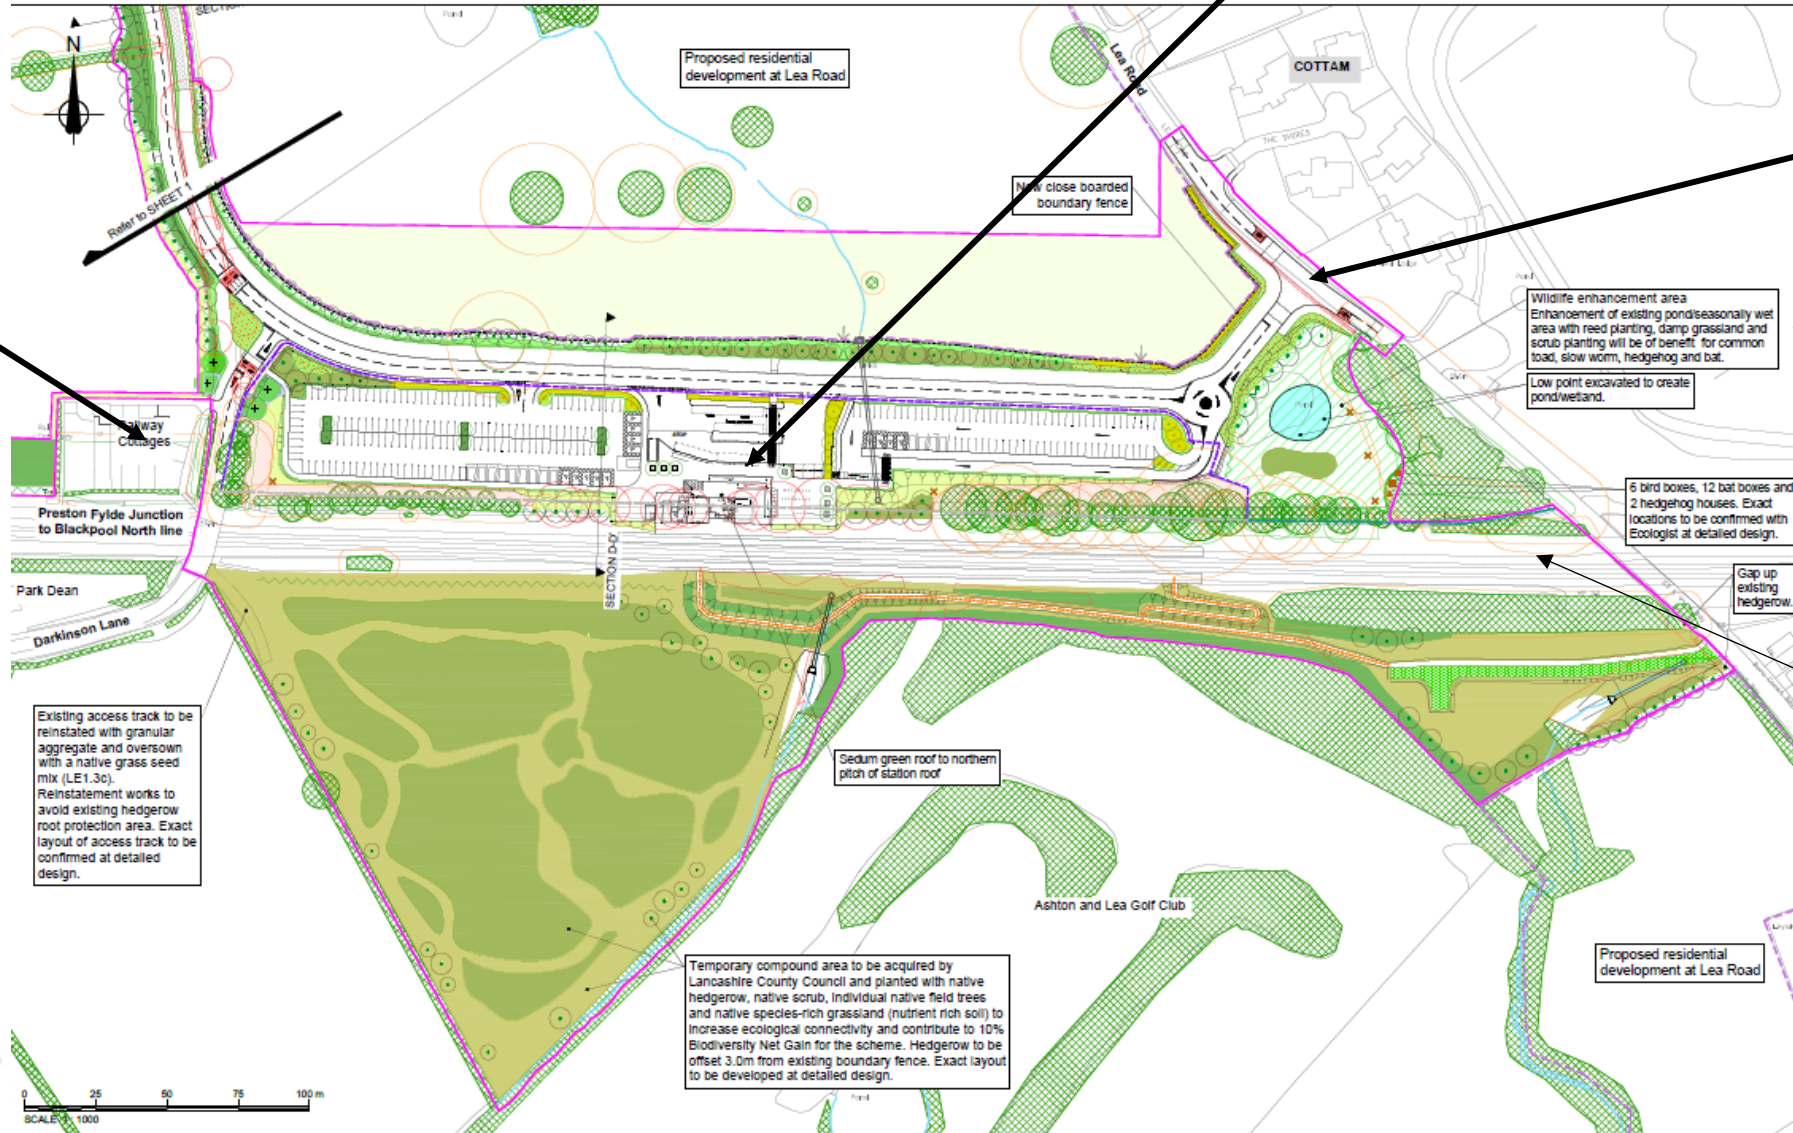 N
Pond
Proposed residential
development at Lea Road
Lea Road
COTTAM
THE SHIRES
Refer to SHEET 1
boundary fence
close boarded
Pond
Wildlife enhancement area
Enhancement of existing pond/seasonally wet
area with reed planting, damp grassland and
scrub planting will be of benefit for common
toad, slow worm, hedgehog and bat.
Low point excavated to create
pond/wetland.
Cottages
Preston Fylde Junction
to Blackpool North line
6 bird boxes, 12 bat boxes and
2 hedgehog houses. Exact
locations to be confirmed with
Ecologist at detailed design.
SECTION D-D'
Gap up
existing
hedgerow.
Park Dean
Darkinson Lane
D
D
Existing access track to be
reinstated with granular
aggregate and oversown
with a native grass seed
mix (LE1.3c).
Reinstatement works to
avoid existing hedgerow
root protection area. Exact
layout of access track to be
confirmed at detailed
design.
Sedum green roof to northern
pitch of station roof
Ashton and Lea Golf Club
Proposed residential
development at Lea Road
Temporary compound area to be acquired by
Lancashire County Council and planted with native
hedgerow, native scrub, individual native field trees
and native species-rich grassland (nutrient rich soil) to
increase ecological connectivity and contribute to 10%
Biodiversity Net Gain for the scheme. Hedgerow to be
offset 3.0m from existing boundary fence. Exact layout
to be developed at detailed design.
Pond
0 25 50 75 100 m
SCALE 1 : 1000